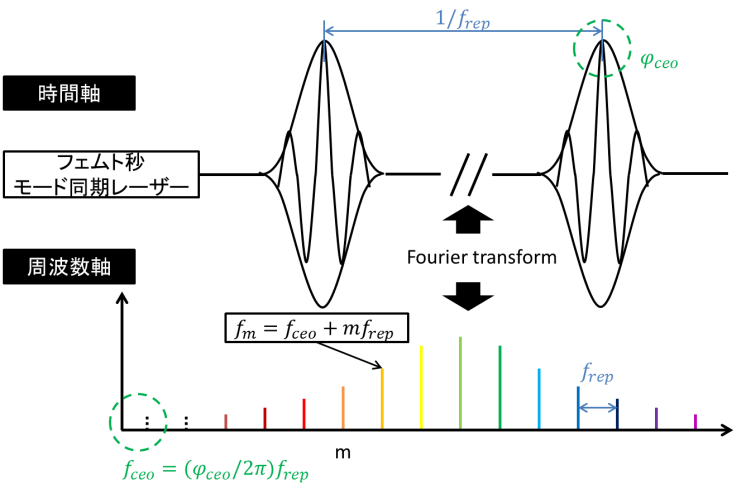 1/f_rep
φ_ceo
時間軸
フェムト秒
モード同期レーザー
//
Fourier transform
周波数軸
f_m = f_ceo + mf_rep
f_rep
m
f_ceo = (φ_ceo/2π)f_rep